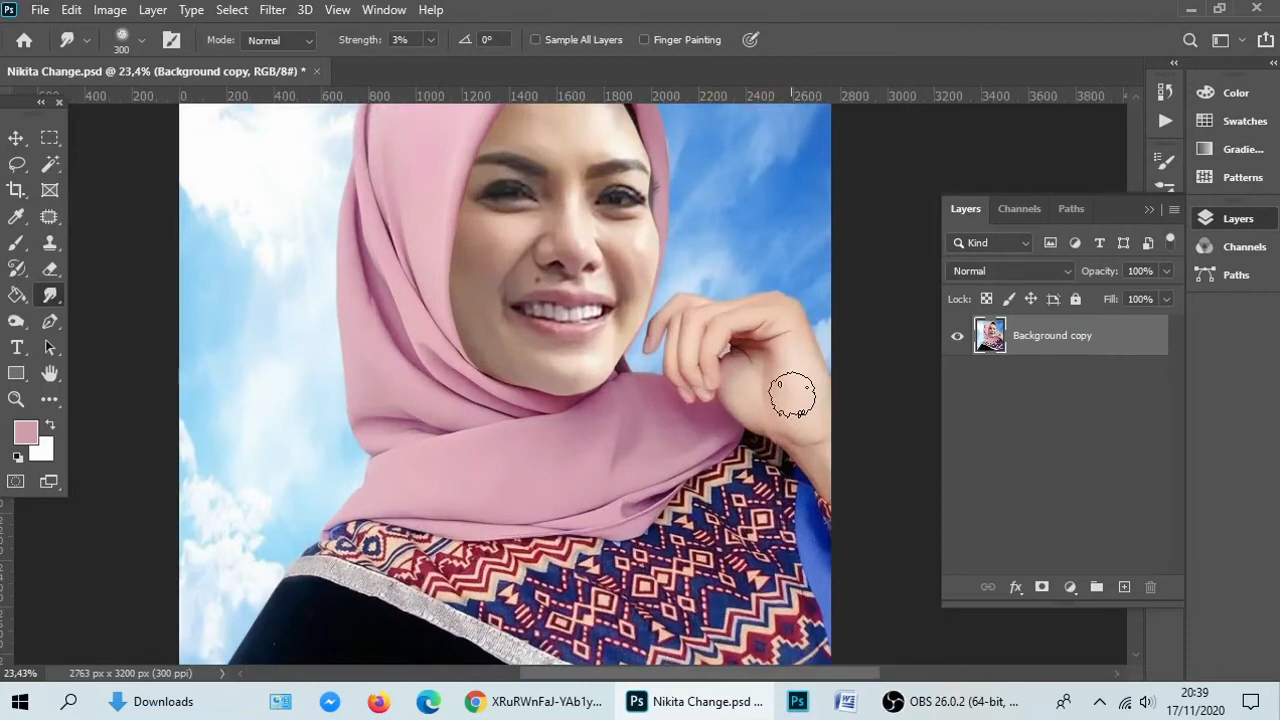 File Edit Image Layer Type Select Filter 3D View Window Help
300 Mode: Normal Strength: 3% 0° Sample All Layers Finger Painting
Nikita Change.psd @ 23,4% (Background copy, RGB/8#) *
400 200 0 200 400 600 800 1000 1200 1400 1600 1800 2000 2200 2400 2600 2800 3000 3200 3400 3600 3800
Color
Swatches
Gradie...
Patterns
Layers
Channels
Paths
Layers Channels Paths
Kind
Normal Opacity: 100%
Lock: Fill: 100%
Background copy
23,43% 2763 px x 3200 px (300 ppi)
Downloads XRuRWnFaJ-YAb1y... Nikita Change.psd ... OBS 26.0.2 (64-bit, ...
20:39
17/11/2020